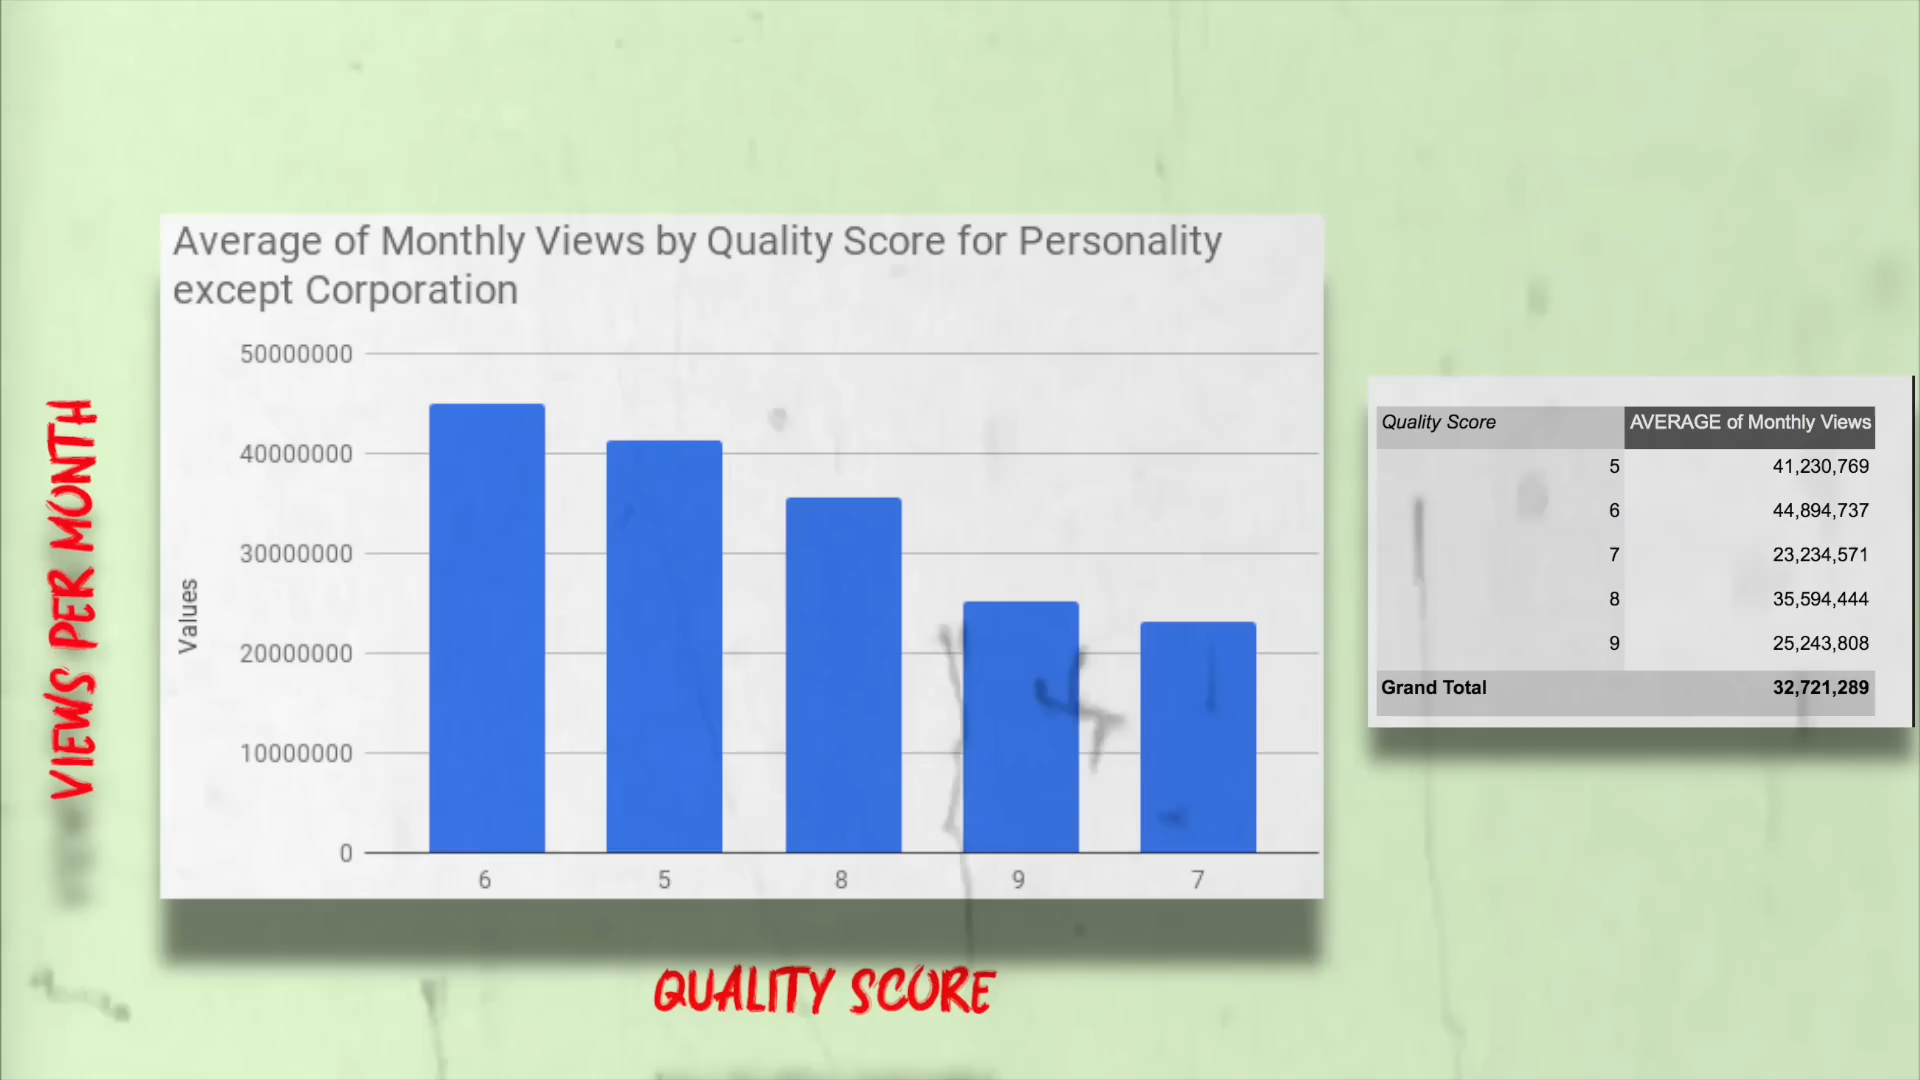 Average of Monthly Views by Quality Score for Personality
except Corporation
VIEWS PER MONTH
Values
50000000
40000000
30000000
20000000
10000000
0
6 5 8 9 7
QUALITY SCORE
Quality Score AVERAGE of Monthly Views
5 41,230,769
6 44,894,737
7 23,234,571
8 35,594,444
9 25,243,808
Grand Total 32,721,289